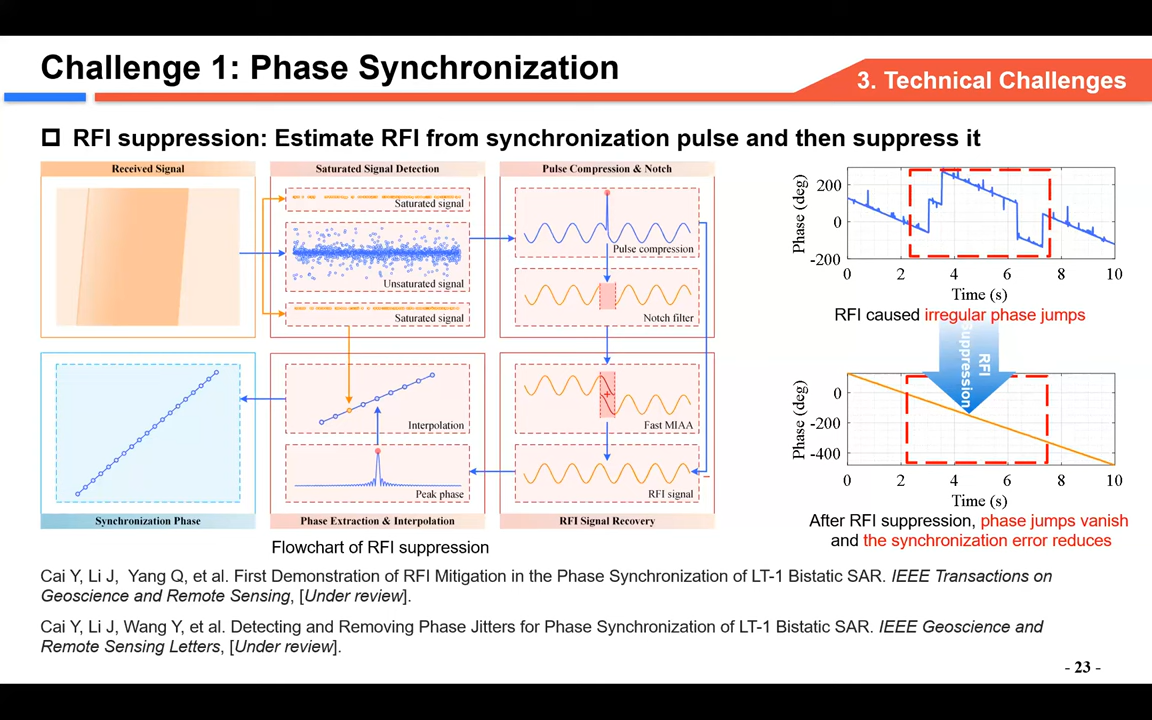 Challenge 1: Phase Synchronization
3. Technical Challenges
RFI suppression: Estimate RFI from synchronization pulse and then suppress it
Received Signal
Saturated Signal Detection
Pulse Compression & Notch
Saturated signal
Unsaturated signal
Saturated signal
Pulse compression
Notch filter
Synchronization Phase
Interpolation
Peak phase
Phase Extraction & Interpolation
Fast MIAA
RFI signal
RFI Signal Recovery
Flowchart of RFI suppression
Phase (deg)
200
0
-200
0 2 4 6 8 10
Time (s)
RFI caused irregular phase jumps
RFI
Suppression
Phase (deg)
0
-200
-400
0 2 4 6 8 10
Time (s)
After RFI suppression, phase jumps vanish
and the synchronization error reduces
Cai Y, Li J, Yang Q, et al. First Demonstration of RFI Mitigation in the Phase Synchronization of LT-1 Bistatic SAR. IEEE Transactions on
Geoscience and Remote Sensing, [Under review].
Cai Y, Li J, Wang Y, et al. Detecting and Removing Phase Jitters for Phase Synchronization of LT-1 Bistatic SAR. IEEE Geoscience and
Remote Sensing Letters, [Under review].
- 23 -